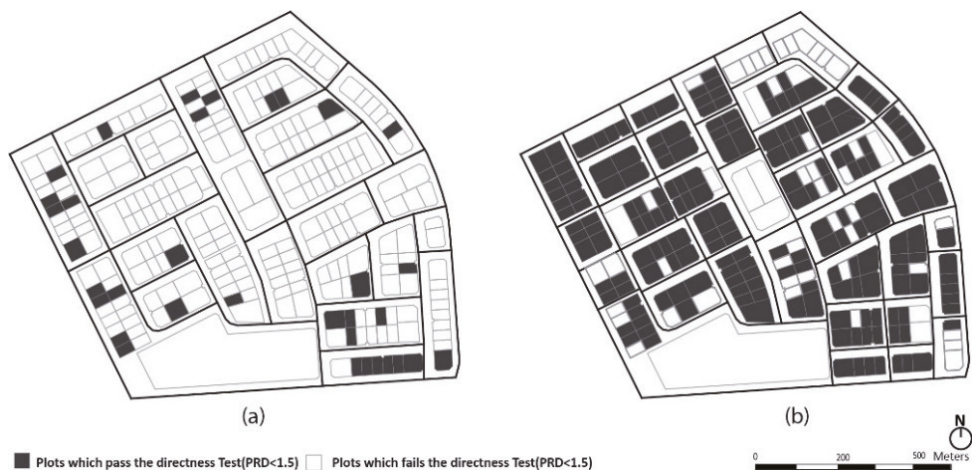 (a)
(b)
Plots which pass the directness Test(PRD<1.5)
Plots which fails the directness Test(PRD<1.5)
N
0
200
500
Meters